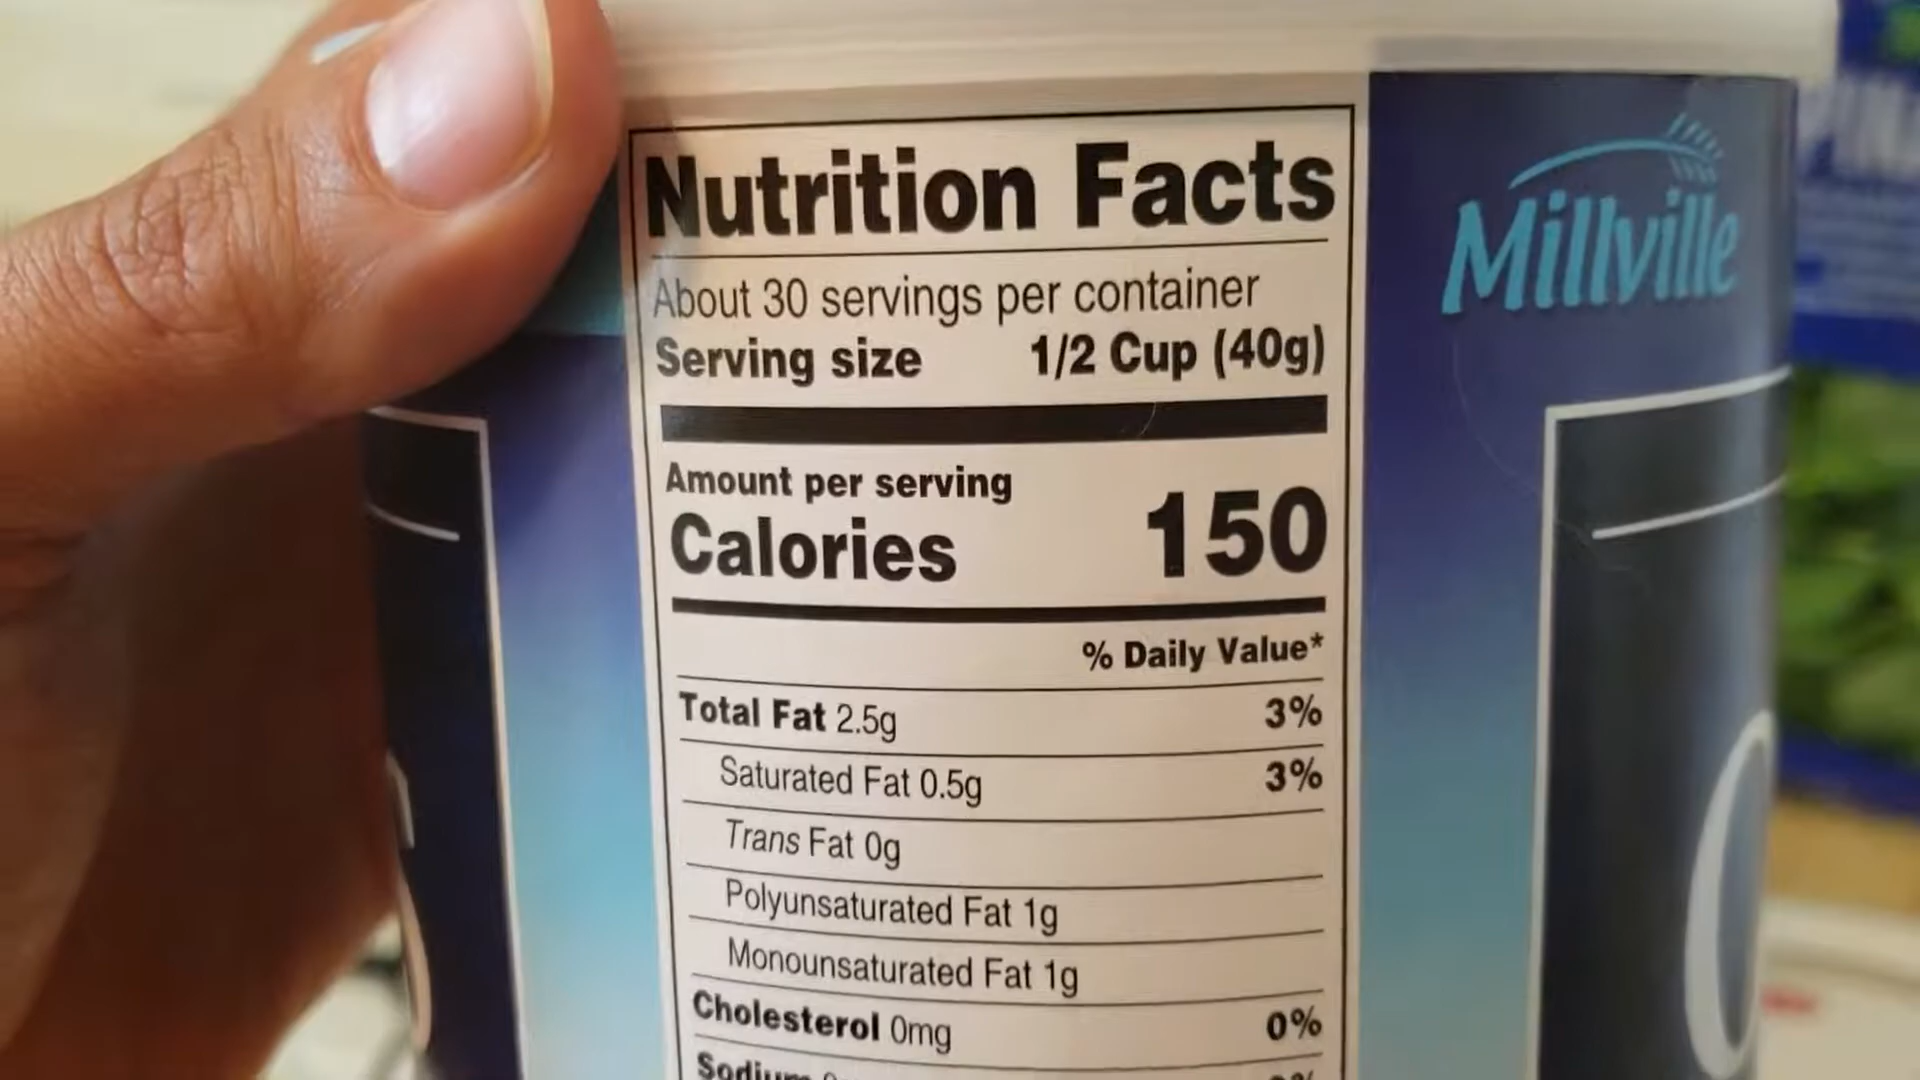 Nutrition Facts
About 30 servings per container
Serving size 1/2 Cup (40g)
Amount per serving
Calories 150
% Daily Value*
Total Fat 2.5g 3%
Saturated Fat 0.5g 3%
Trans Fat 0g
Polyunsaturated Fat 1g
Monounsaturated Fat 1g
Cholesterol 0mg 0%
Sodium
Millville